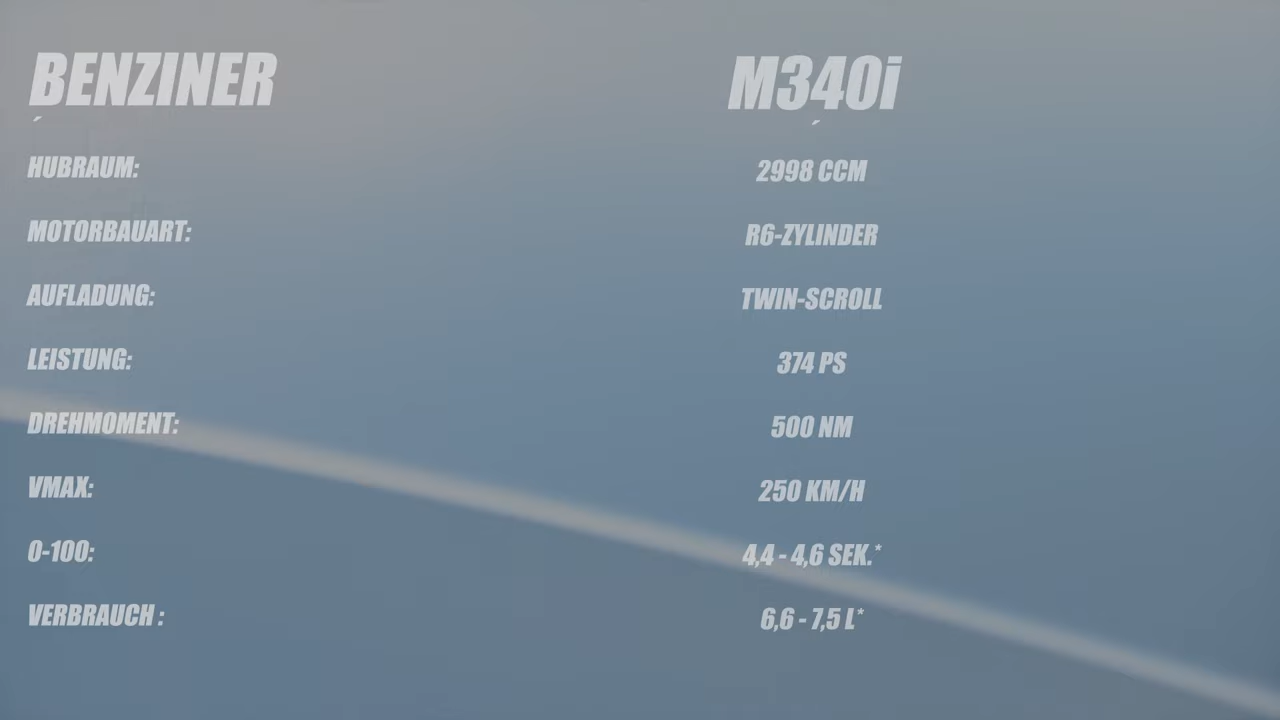 BENZINER M340i
HUBRAUM: 2998 CCM
MOTORBAUART: R6-ZYLINDER
AUFLADUNG: TWIN-SCROLL
LEISTUNG: 374 PS
DREHMOMENT: 500 NM
VMAX: 250 KM/H
0-100: 4,4 - 4,6 SEK.*
VERBRAUCH : 6,6 - 7,5 L*